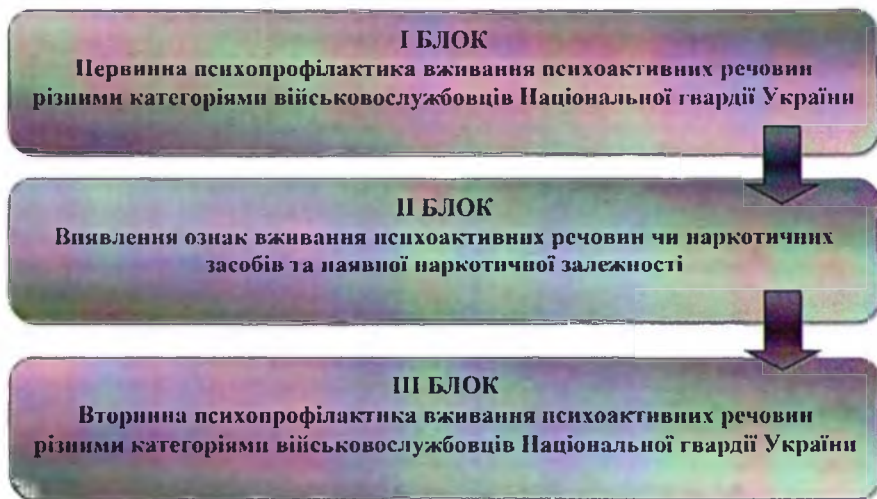 І БЛОК
Первинна психопрофілактика вживання психоактивних речовин
різними категоріями військовослужбовців Національної гвардії України
ІІ БЛОК
Виявлення ознак вживання психоактивних речовин чи наркотичних
засобів та наявної наркотичної залежності
ІІІ БЛОК
Вторинна психопрофілактика вживання психоактивних речовин
різними категоріями військовослужбовців Національної гвардії України